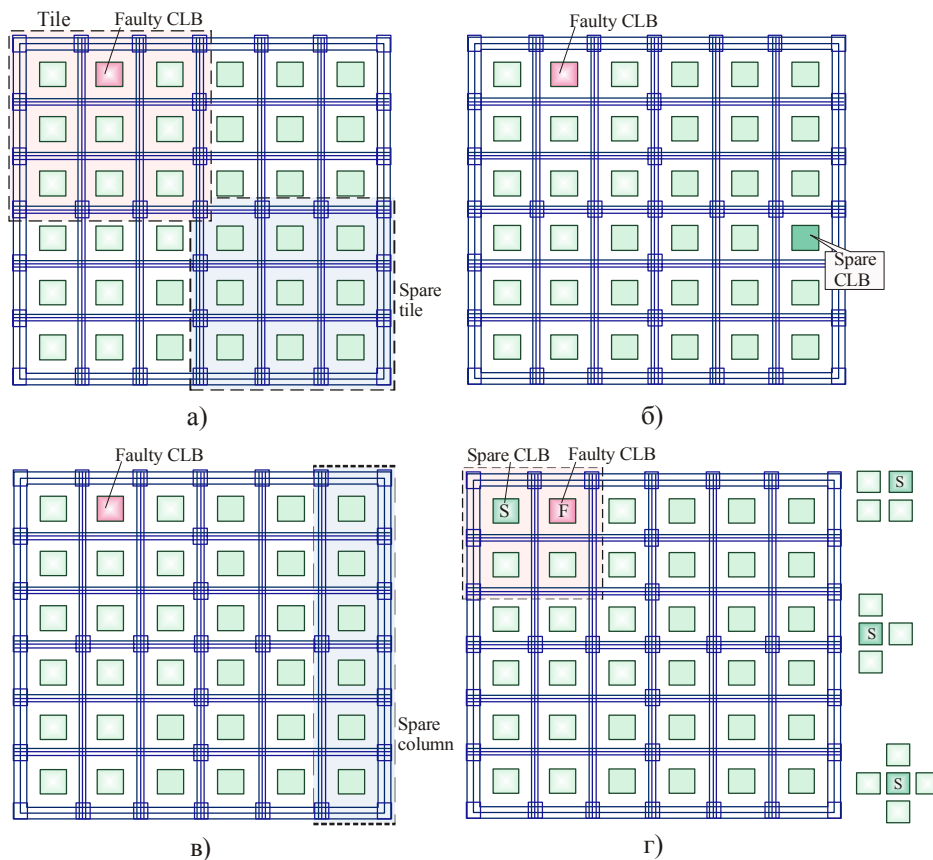 Tile
Faulty CLB
Spare
tile
а)
Faulty CLB
Spare
CLB
б)
Faulty CLB
Spare
column
в)
Spare CLB
Faulty CLB
S
F
S
S
S
г)